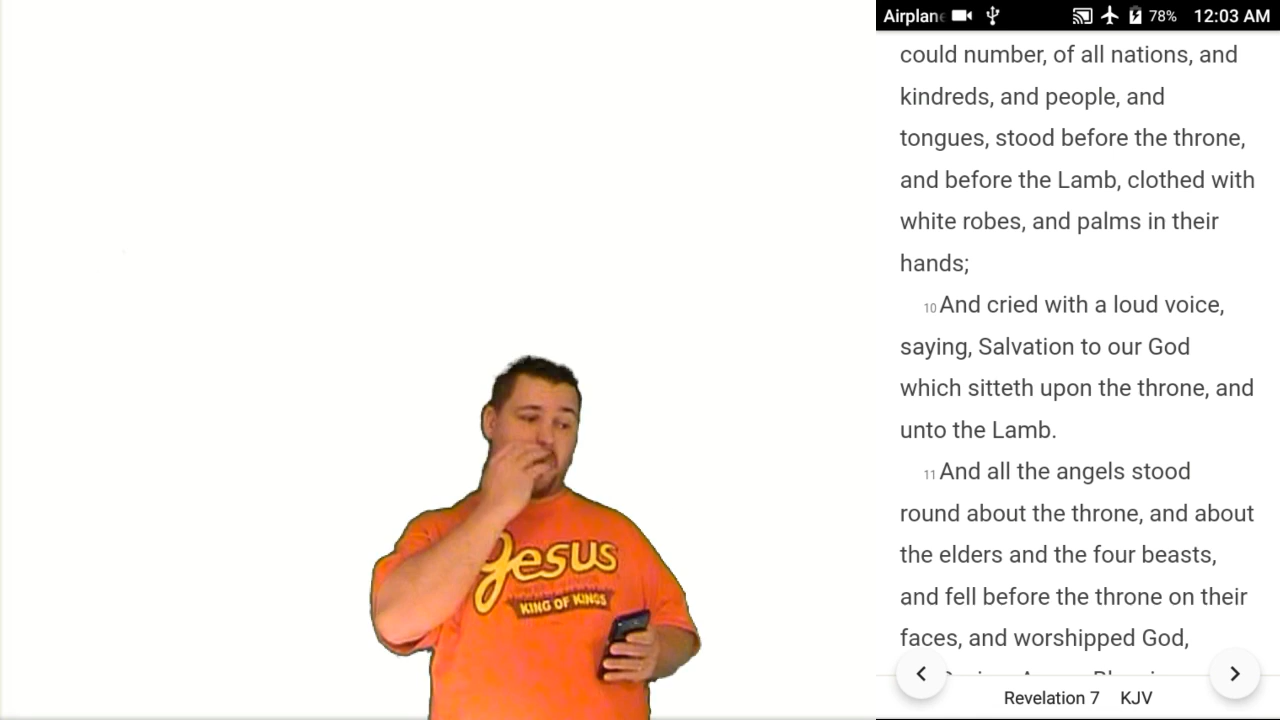 Airplan
78%
12:03 AM
could number, of all nations, and
kindreds, and people, and
tongues, stood before the throne,
and before the Lamb, clothed with
white robes, and palms in their
hands;
10 And cried with a loud voice,
saying, Salvation to our God
which sitteth upon the throne, and
unto the Lamb.
11 And all the angels stood
round about the throne, and about
the elders and the four beasts,
and fell before the throne on their
faces, and worshipped God,
Revelation 7 KJV
Jesus
KING OF KINGS